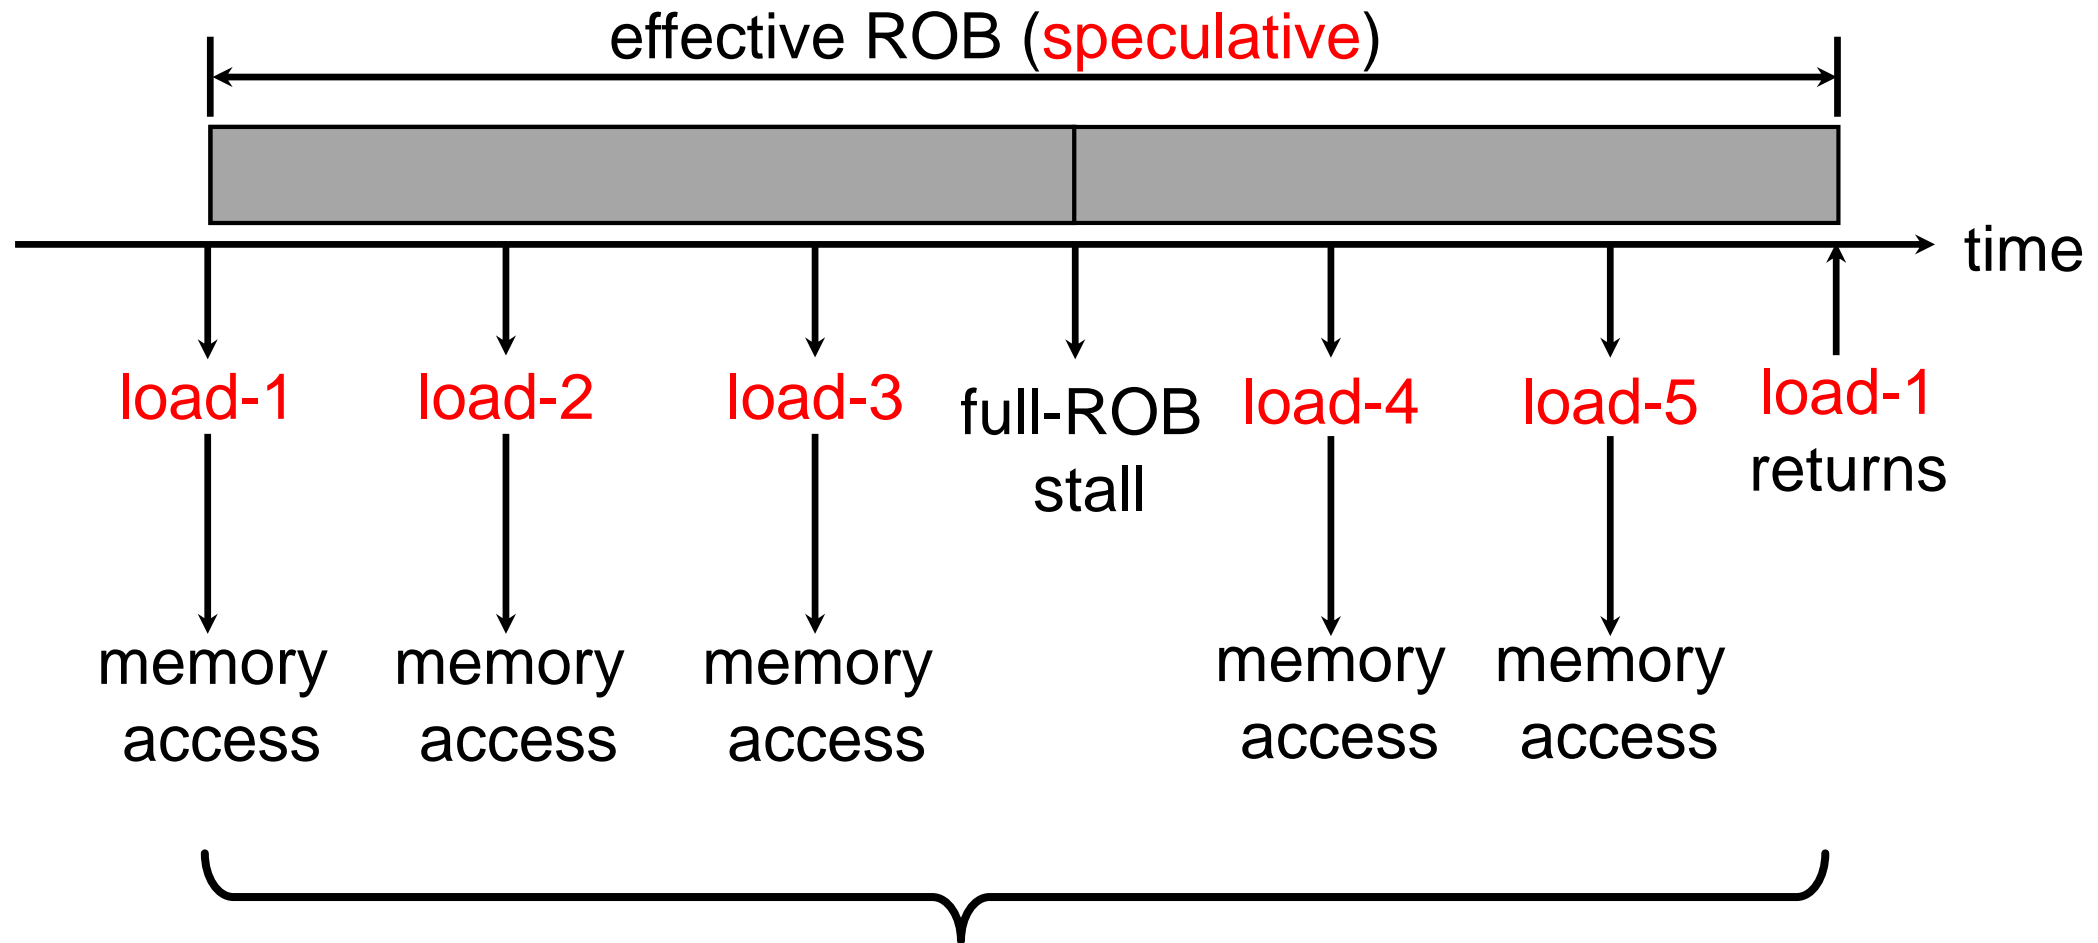 effective ROB (speculative)
time
load-1
load-2
load-3
full-ROB
stall
load-4
load-5
load-1
returns
memory
access
memory
access
memory
access
memory
access
memory
access